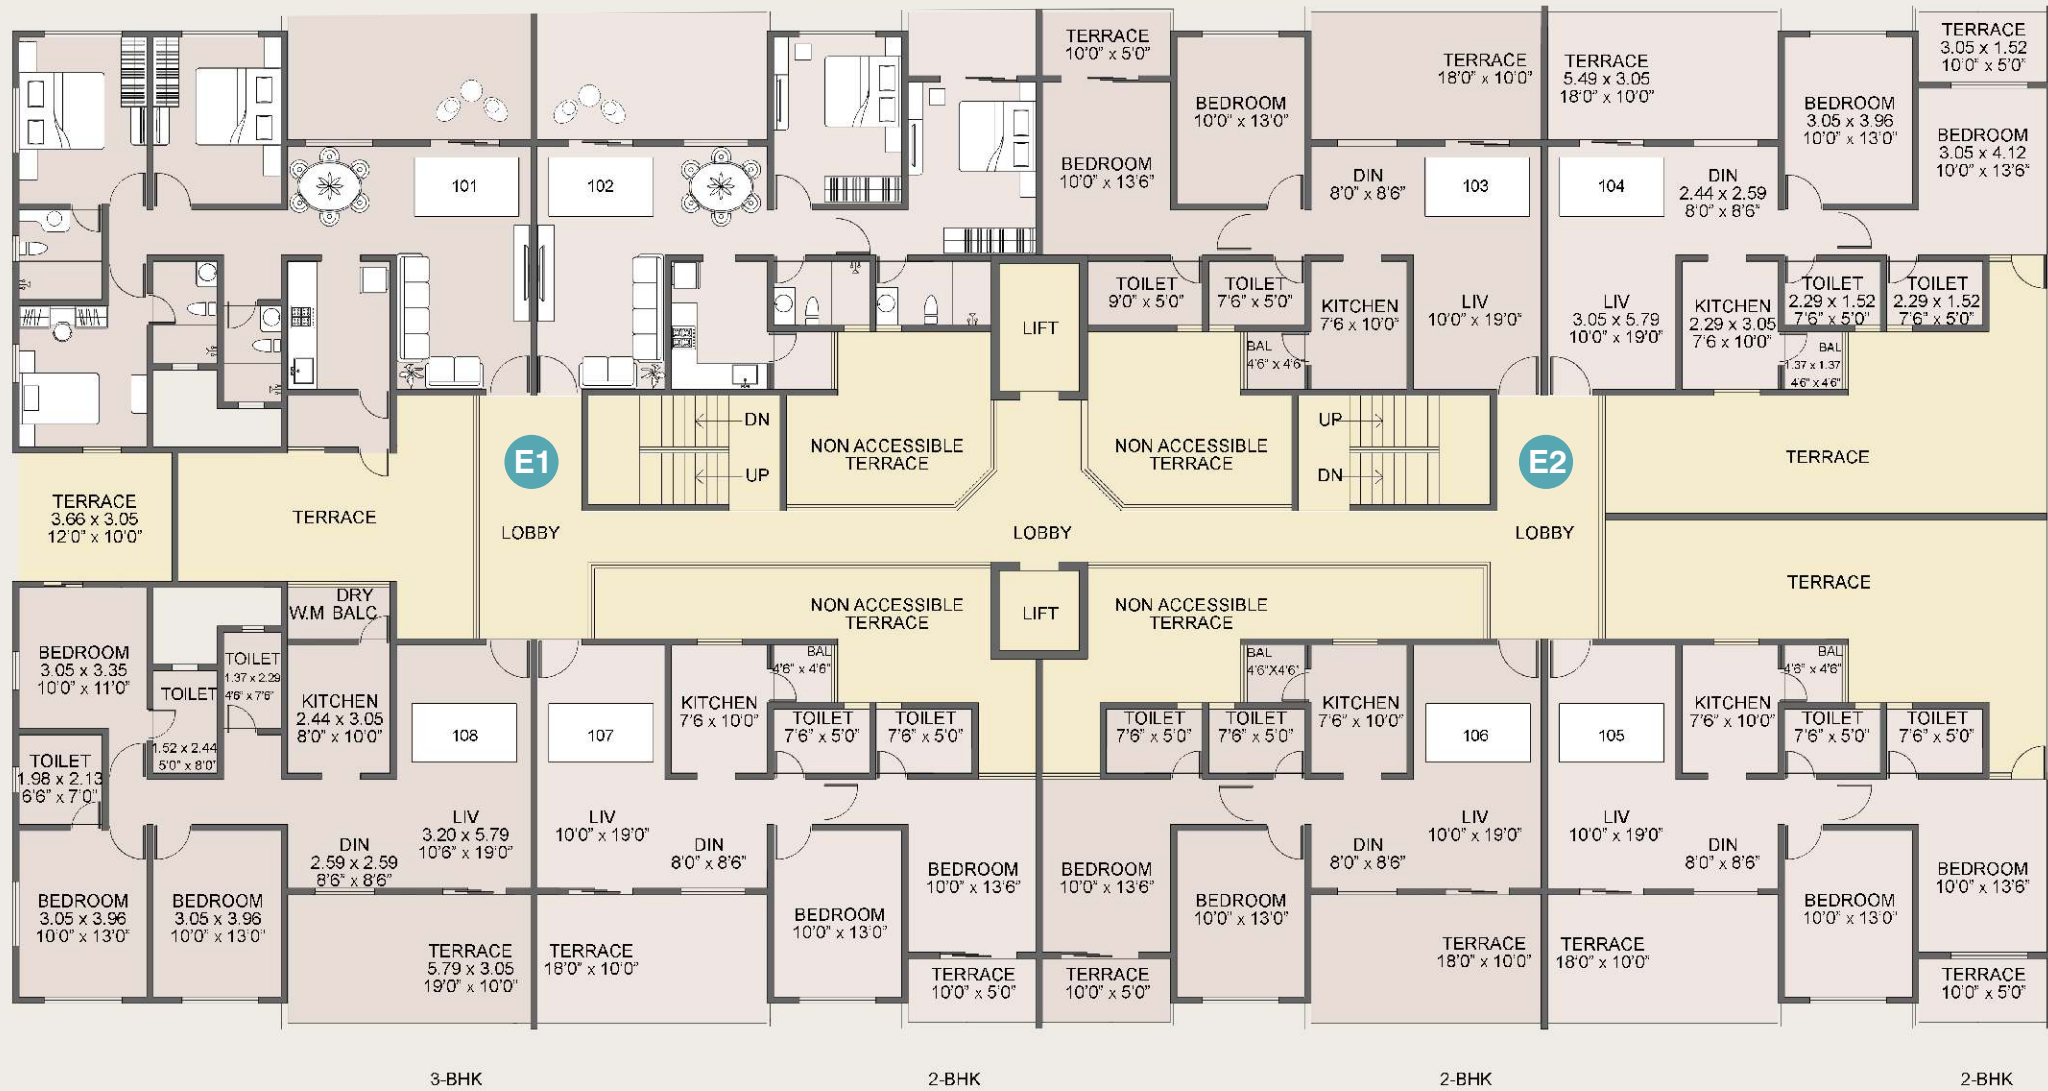 TERRACE
10'0" x 5'0"
TERRACE
18'0" x 10'0"
TERRACE
5.49 x 3.05
18'0" x 10'0"
TERRACE
3.05 x 1.52
10'0" x 5'0"
BEDROOM
10'0" x 13'0"
BEDROOM
3.05 x 3.96
10'0" x 13'0"
BEDROOM
3.05 x 4.12
10'0" x 13'6"
BEDROOM
10'0" x 13'6"
101
102
DIN
8'0" x 8'6"
103
104
DIN
2.44 x 2.59
8'0" x 8'6"
LIFT
TOILET
9'0" x 5'0"
TOILET
7'6" x 5'0"
KITCHEN
7'6 x 10'0"
LIV
10'0" x 19'0"
LIV
3.05 x 5.79
10'0" x 19'0"
KITCHEN
2.29 x 3.05
7'6 x 10'0"
TOILET
2.29 x 1.52
7'6" x 5'0"
TOILET
2.29 x 1.52
7'6" x 5'0"
BAL
4'6" x 4'6"
BAL
1.37 x 1.37
4'6" x 4'6"
E1
DN
UP
NON ACCESSIBLE
TERRACE
NON ACCESSIBLE
TERRACE
UP
DN
E2
TERRACE
TERRACE
3.66 x 3.05
12'0" x 10'0"
TERRACE
LOBBY
LOBBY
LOBBY
TERRACE
DRY
W.M BALC
NON ACCESSIBLE
TERRACE
LIFT
NON ACCESSIBLE
TERRACE
BEDROOM
3.05 x 3.35
10'0" x 11'0"
TOILET
1.37 x 2.29
4'6" x 7'6"
TOILET
1.52 x 2.44
5'0" x 8'0"
KITCHEN
2.44 x 3.05
8'0" x 10'0"
108
107
KITCHEN
7'6 x 10'0"
BAL
4'6" x 4'6"
TOILET
7'6" x 5'0"
TOILET
7'6" x 5'0"
TOILET
7'6" x 5'0"
TOILET
7'6" x 5'0"
BAL
4'6"X4'6"
KITCHEN
7'6" x 10'0"
106
105
KITCHEN
7'6" x 10'0"
BAL
4'6" x 4'6"
TOILET
7'6" x 5'0"
TOILET
7'6" x 5'0"
TOILET
1.98 x 2.13
6'6" x 7'0"
DIN
2.59 x 2.59
8'6" x 8'6"
LIV
3.20 x 5.79
10'6" x 19'0"
LIV
10'0" x 19'0"
DIN
8'0" x 8'6"
BEDROOM
10'0" x 13'6"
BEDROOM
10'0" x 13'6"
DIN
8'0" x 8'6"
LIV
10'0" x 19'0"
LIV
10'0" x 19'0"
DIN
8'0" x 8'6"
BEDROOM
10'0" x 13'6"
BEDROOM
3.05 x 3.96
10'0" x 13'0"
BEDROOM
3.05 x 3.96
10'0" x 13'0"
BEDROOM
10'0" x 13'0"
BEDROOM
10'0" x 13'0"
BEDROOM
10'0" x 13'0"
TERRACE
5.79 x 3.05
19'0" x 10'0"
TERRACE
18'0" x 10'0"
TERRACE
10'0" x 5'0"
TERRACE
10'0" x 5'0"
TERRACE
18'0" x 10'0"
TERRACE
18'0" x 10'0"
TERRACE
10'0" x 5'0"
3-BHK
2-BHK
2-BHK
2-BHK